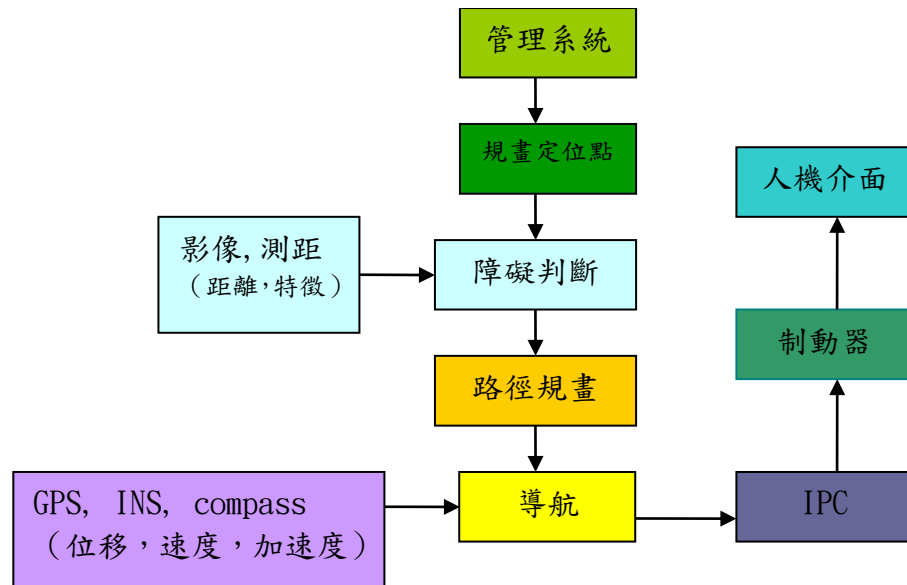 管理系統
規畫定位點
人機介面
影像, 測距
（距離，特徵）
障礙判斷
制動器
路徑規畫
GPS, INS, compass
（位移，速度，加速度）
導航
IPC